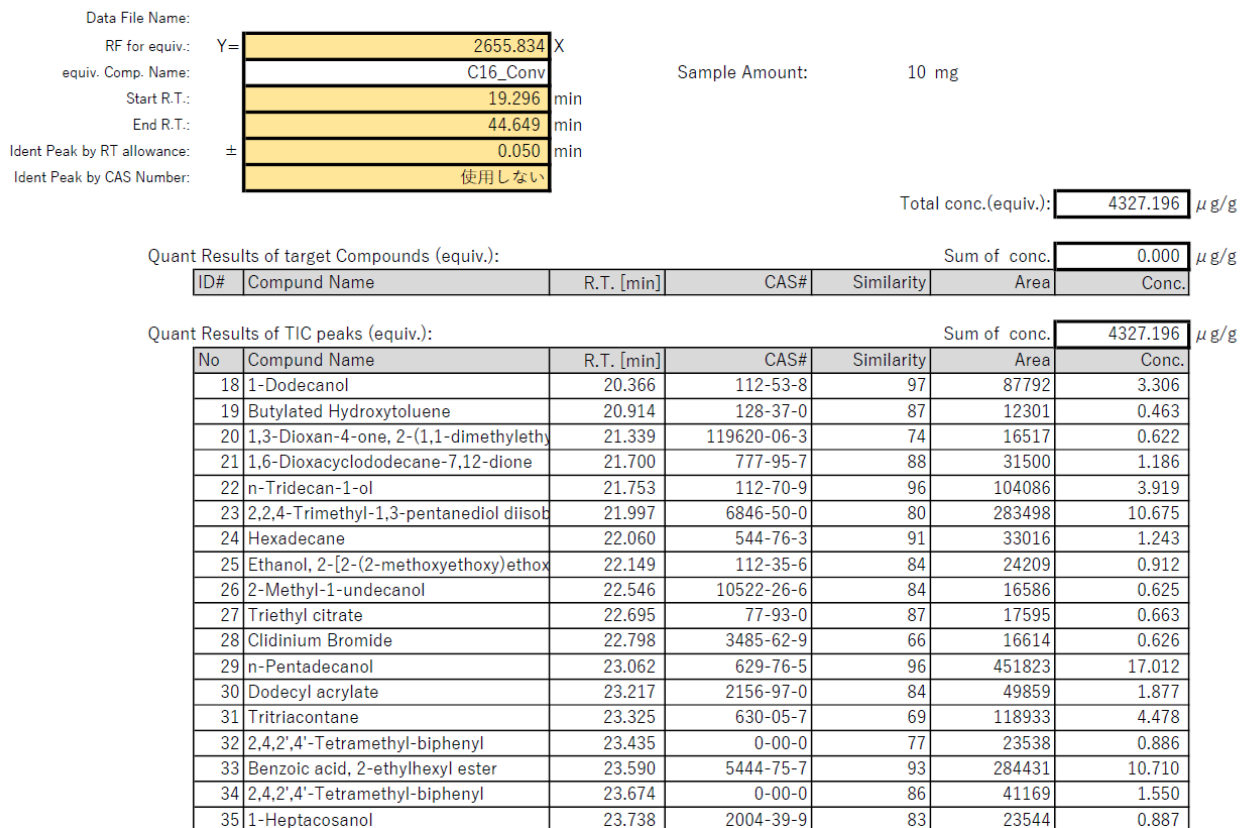 Data File Name:
RF for equiv.: Y= 2655.834 X
equiv. Comp. Name: C16_Conv Sample Amount: 10 mg
Start R.T.: 19.296 min
End R.T.: 44.649 min
Ident Peak by RT allowance: ± 0.050 min
Ident Peak by CAS Number: 使用しない
Total conc.(equiv.): 4327.196 μg/g
Quant Results of target Compounds (equiv.): Sum of conc. 0.000 μg/g
ID# Compund Name R.T. [min] CAS# Similarity Area Conc.
Quant Results of TIC peaks (equiv.): Sum of conc. 4327.196 μg/g
No Compund Name R.T. [min] CAS# Similarity Area Conc.
18 1-Dodecanol 20.366 112-53-8 97 87792 3.306
19 Butylated Hydroxytoluene 20.914 128-37-0 87 12301 0.463
20 1,3-Dioxan-4-one, 2-(1,1-dimethylethy 21.339 119620-06-3 74 16517 0.622
21 1,6-Dioxacyclododecane-7,12-dione 21.700 777-95-7 88 31500 1.186
22 n-Tridecan-1-ol 21.753 112-70-9 96 104086 3.919
23 2,2,4-Trimethyl-1,3-pentanediol diisob 21.997 6846-50-0 80 283498 10.675
24 Hexadecane 22.060 544-76-3 91 33016 1.243
25 Ethanol, 2-[2-(2-methoxyethoxy)ethox 22.149 112-35-6 84 24209 0.912
26 2-Methyl-1-undecanol 22.546 10522-26-6 84 16586 0.625
27 Triethyl citrate 22.695 77-93-0 87 17595 0.663
28 Clidinium Bromide 22.798 3485-62-9 66 16614 0.626
29 n-Pentadecanol 23.062 629-76-5 96 451823 17.012
30 Dodecyl acrylate 23.217 2156-97-0 84 49859 1.877
31 Tritriacontane 23.325 630-05-7 69 118933 4.478
32 2,4,2',4'-Tetramethyl-biphenyl 23.435 0-00-0 77 23538 0.886
33 Benzoic acid, 2-ethylhexyl ester 23.590 5444-75-7 93 284431 10.710
34 2,4,2',4'-Tetramethyl-biphenyl 23.674 0-00-0 86 41169 1.550
35 1-Heptacosanol 23.738 2004-39-9 83 23544 0.887